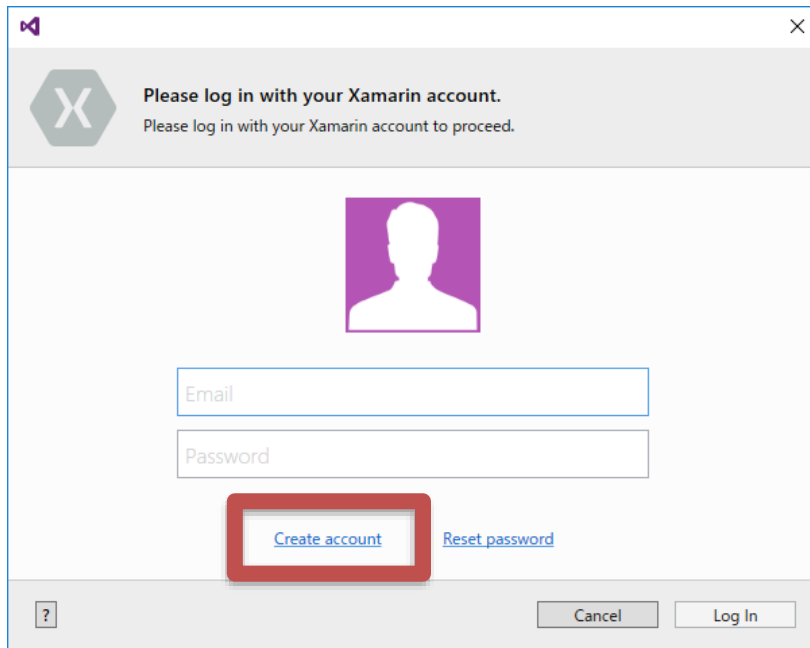 Please log in with your Xamarin account.
Please log in with your Xamarin account to proceed.
Email
Password
Create account Reset password
? Cancel Log In